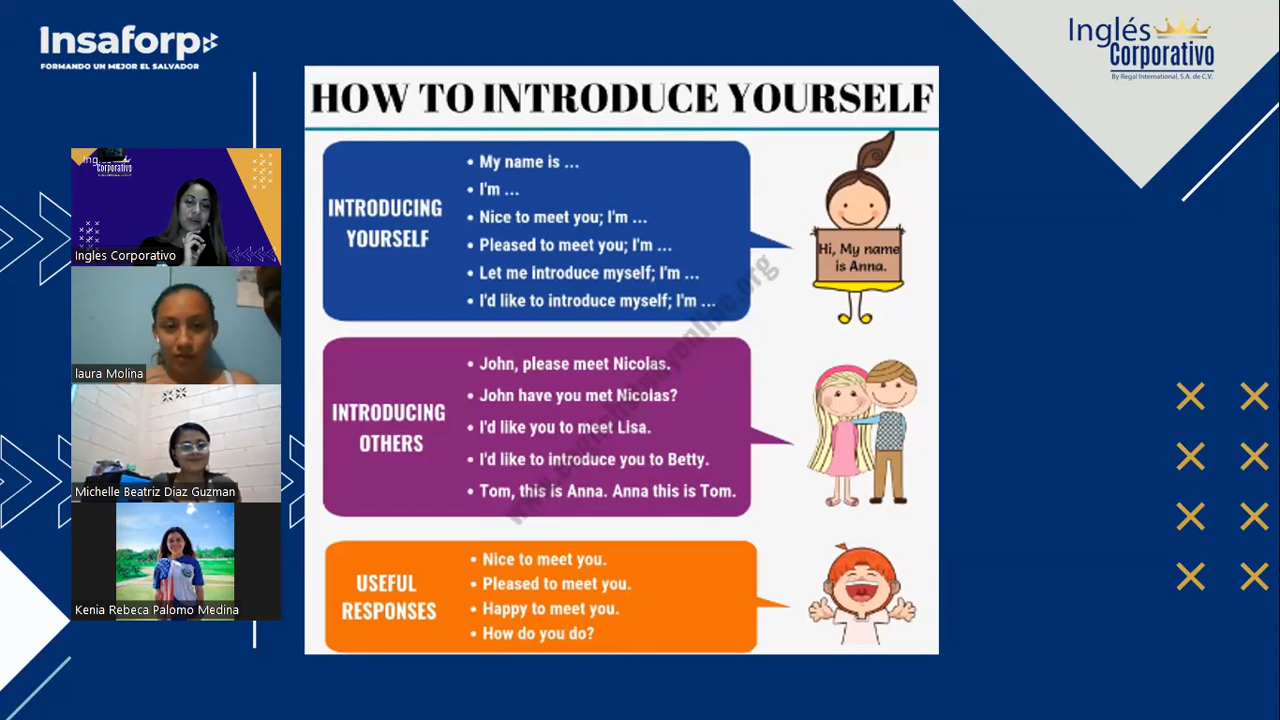 Insaforp
FORMANDO UN MEJOR EL SALVADOR
Inglés
Corporativo
By Regal International, S.A. de C.V.
HOW TO INTRODUCE YOURSELF
INTRODUCING
YOURSELF
• My name is ...
• I'm ...
• Nice to meet you; I'm ...
• Pleased to meet you; I'm ...
• Let me introduce myself; I'm ...
• I'd like to introduce myself; I'm ...
Hi, My name
is Anna.
INTRODUCING
OTHERS
• John, please meet Nicolas.
• John have you met Nicolas?
• I'd like you to meet Lisa.
• I'd like to introduce you to Betty.
• Tom, this is Anna. Anna this is Tom.
USEFUL
RESPONSES
• Nice to meet you.
• Pleased to meet you.
• Happy to meet you.
• How do you do?
Corporativo
Ingles Corporativo
laura Molina
Michelle Beatriz Diaz Guzman
Kenia Rebeca Palomo Medina